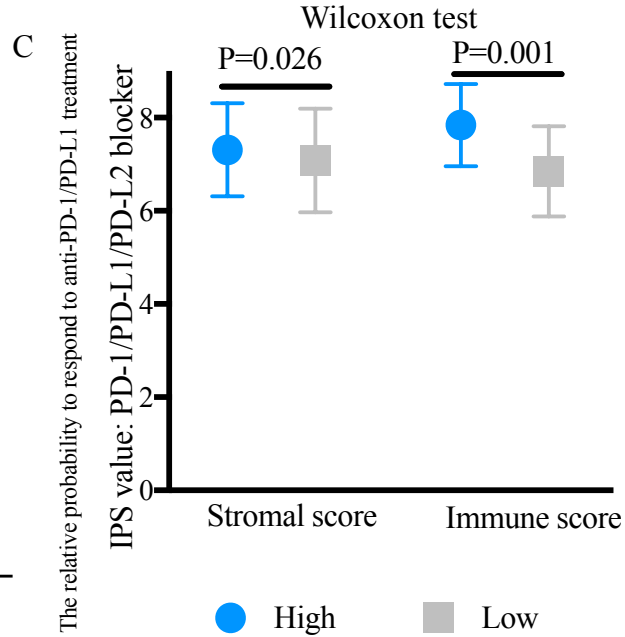 C
Wilcoxon test
P=0.026
P=0.001
The relative probability to respond to anti-PD-1/PD-L1 treatment
IPS value: PD-1/PD-L1/PD-L2 blocker
8
6
4
2
0
Stromal score
Immune score
High
Low